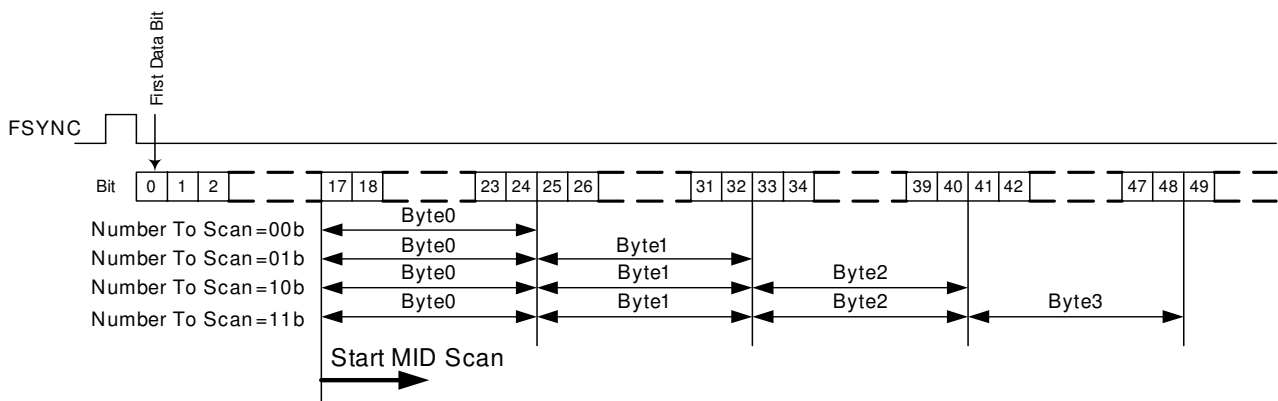 First Data Bit
FSYNC
Bit 0 1 2 17 18 23 24 25 26 31 32 33 34 39 40 41 42 47 48 49
Number To Scan=00b Byte0
Number To Scan=01b Byte0 Byte1
Number To Scan=10b Byte0 Byte1 Byte2
Number To Scan=11b Byte0 Byte1 Byte2 Byte3
Start MID Scan